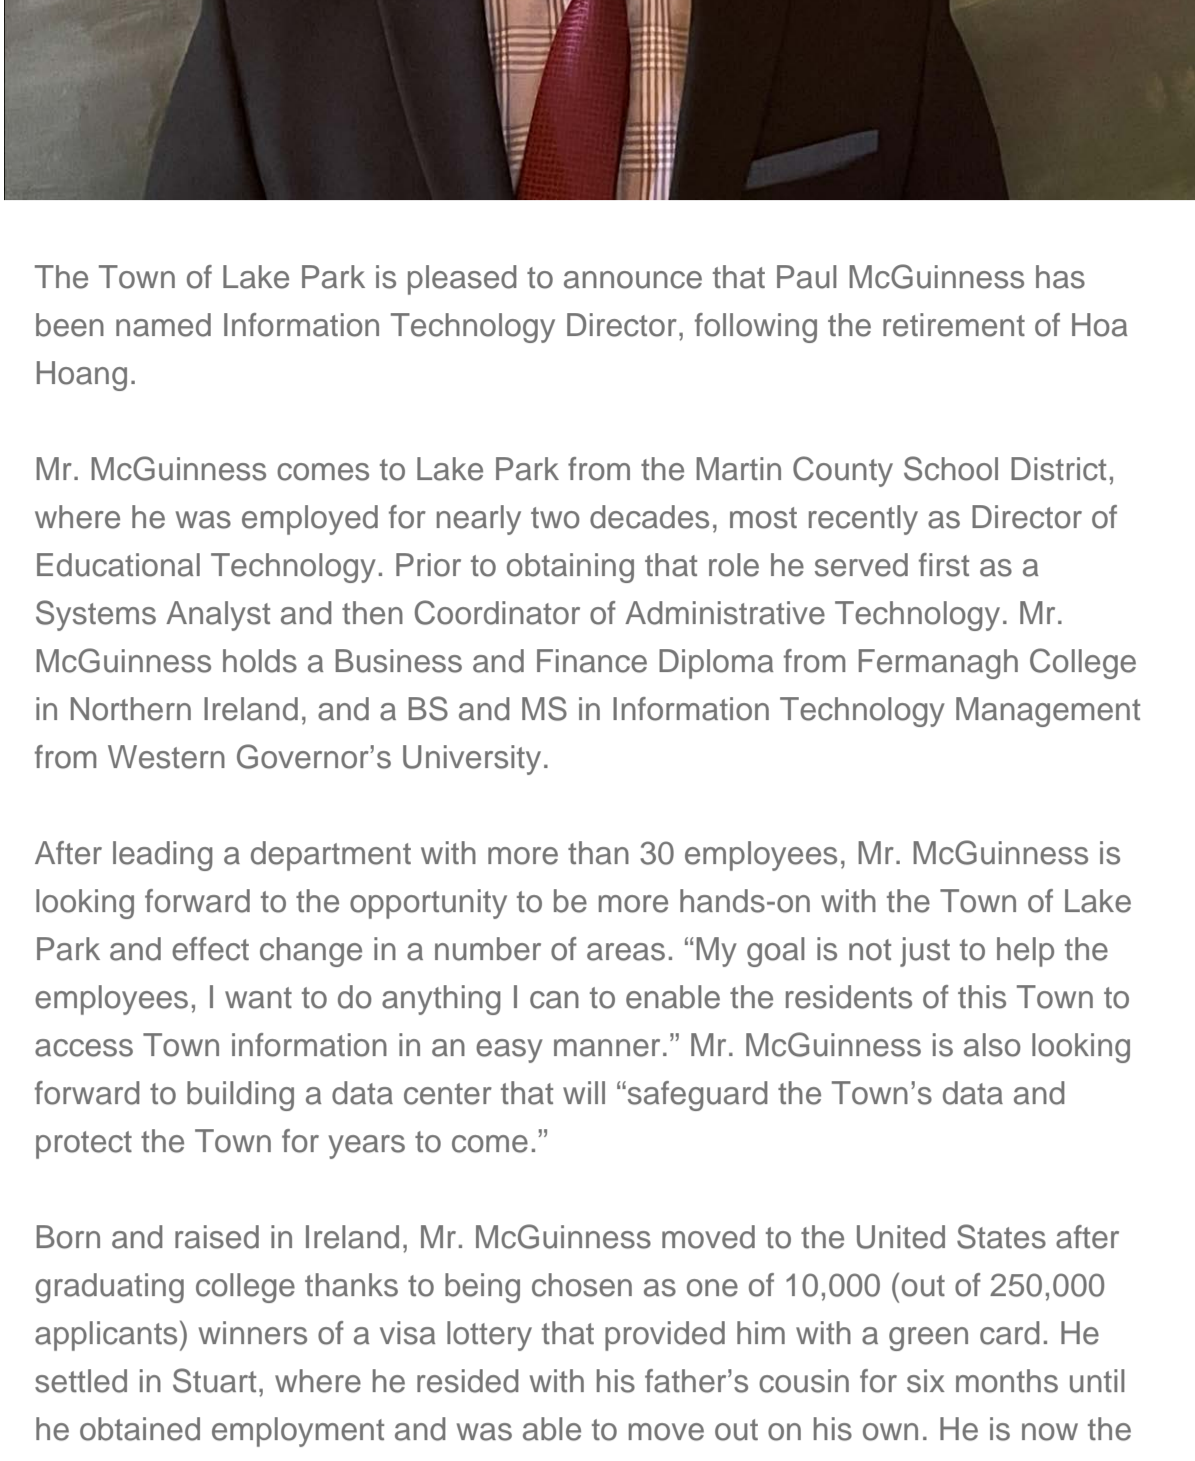 The Town of Lake Park is pleased to announce that Paul McGuinness has
been named Information Technology Director, following the retirement of Hoa
Hoang.
Mr. McGuinness comes to Lake Park from the Martin County School District,
where he was employed for nearly two decades, most recently as Director of
Educational Technology. Prior to obtaining that role he served first as a
Systems Analyst and then Coordinator of Administrative Technology. Mr.
McGuinness holds a Business and Finance Diploma from Fermanagh College
in Northern Ireland, and a BS and MS in Information Technology Management
from Western Governor’s University.
After leading a department with more than 30 employees, Mr. McGuinness is
looking forward to the opportunity to be more hands-on with the Town of Lake
Park and effect change in a number of areas. “My goal is not just to help the
employees, I want to do anything I can to enable the residents of this Town to
access Town information in an easy manner.” Mr. McGuinness is also looking
forward to building a data center that will “safeguard the Town’s data and
protect the Town for years to come.”
Born and raised in Ireland, Mr. McGuinness moved to the United States after
graduating college thanks to being chosen as one of 10,000 (out of 250,000
applicants) winners of a visa lottery that provided him with a green card. He
settled in Stuart, where he resided with his father’s cousin for six months until
he obtained employment and was able to move out on his own. He is now the